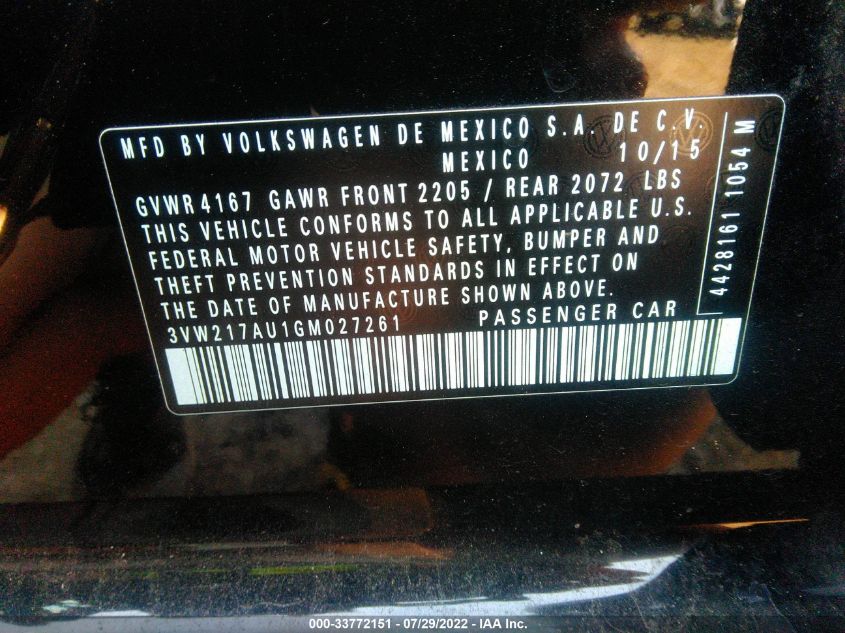 MFD BY VOLKSWAGEN DE MEXICO S.A. DE C.V.
MEXICO 10/15
GVWR 4167 GAWR FRONT 2205 / REAR 2072 LBS
THIS VEHICLE CONFORMS TO ALL APPLICABLE U.S.
FEDERAL MOTOR VEHICLE SAFETY, BUMPER AND
THEFT PREVENTION STANDARDS IN EFFECT ON
THE DATE OF MANUFACTURE SHOWN ABOVE.
3VW217AU1GM027261 PASSENGER CAR
4428161 1054 M
000-33772151 - 07/29/2022 - IAA Inc.